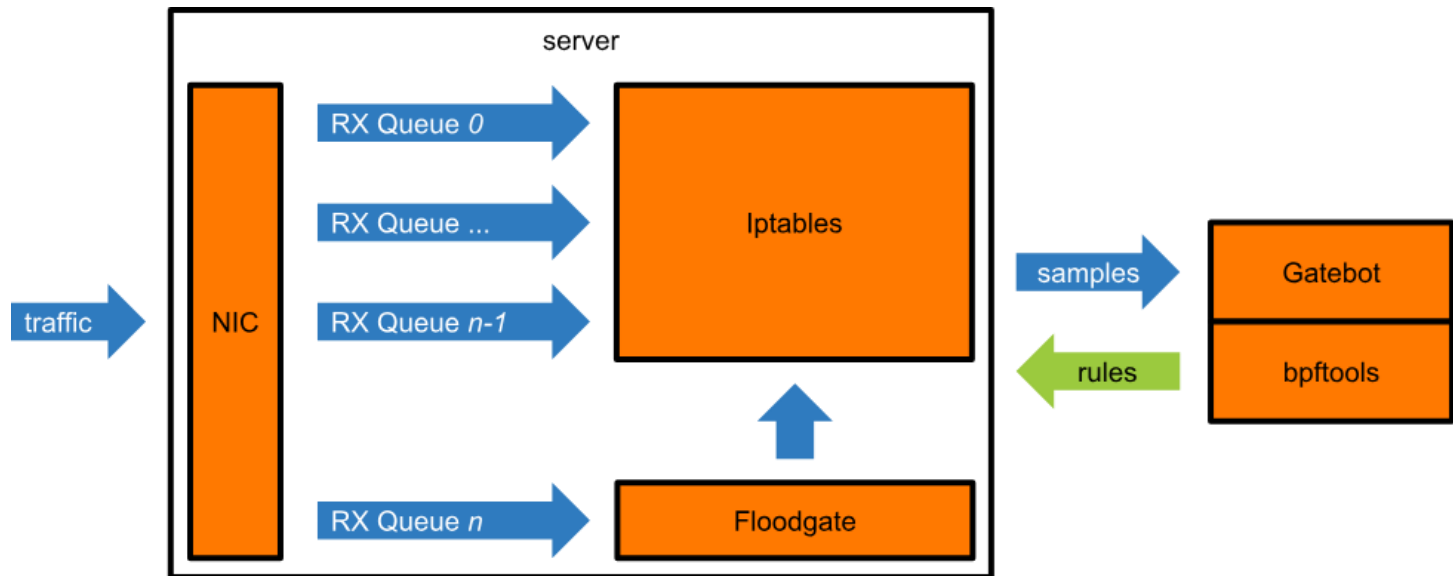 server
RX Queue 0
RX Queue ...
Iptables
samples
Gatebot
traffic
NIC
RX Queue n-1
rules
bpftools
RX Queue n
Floodgate